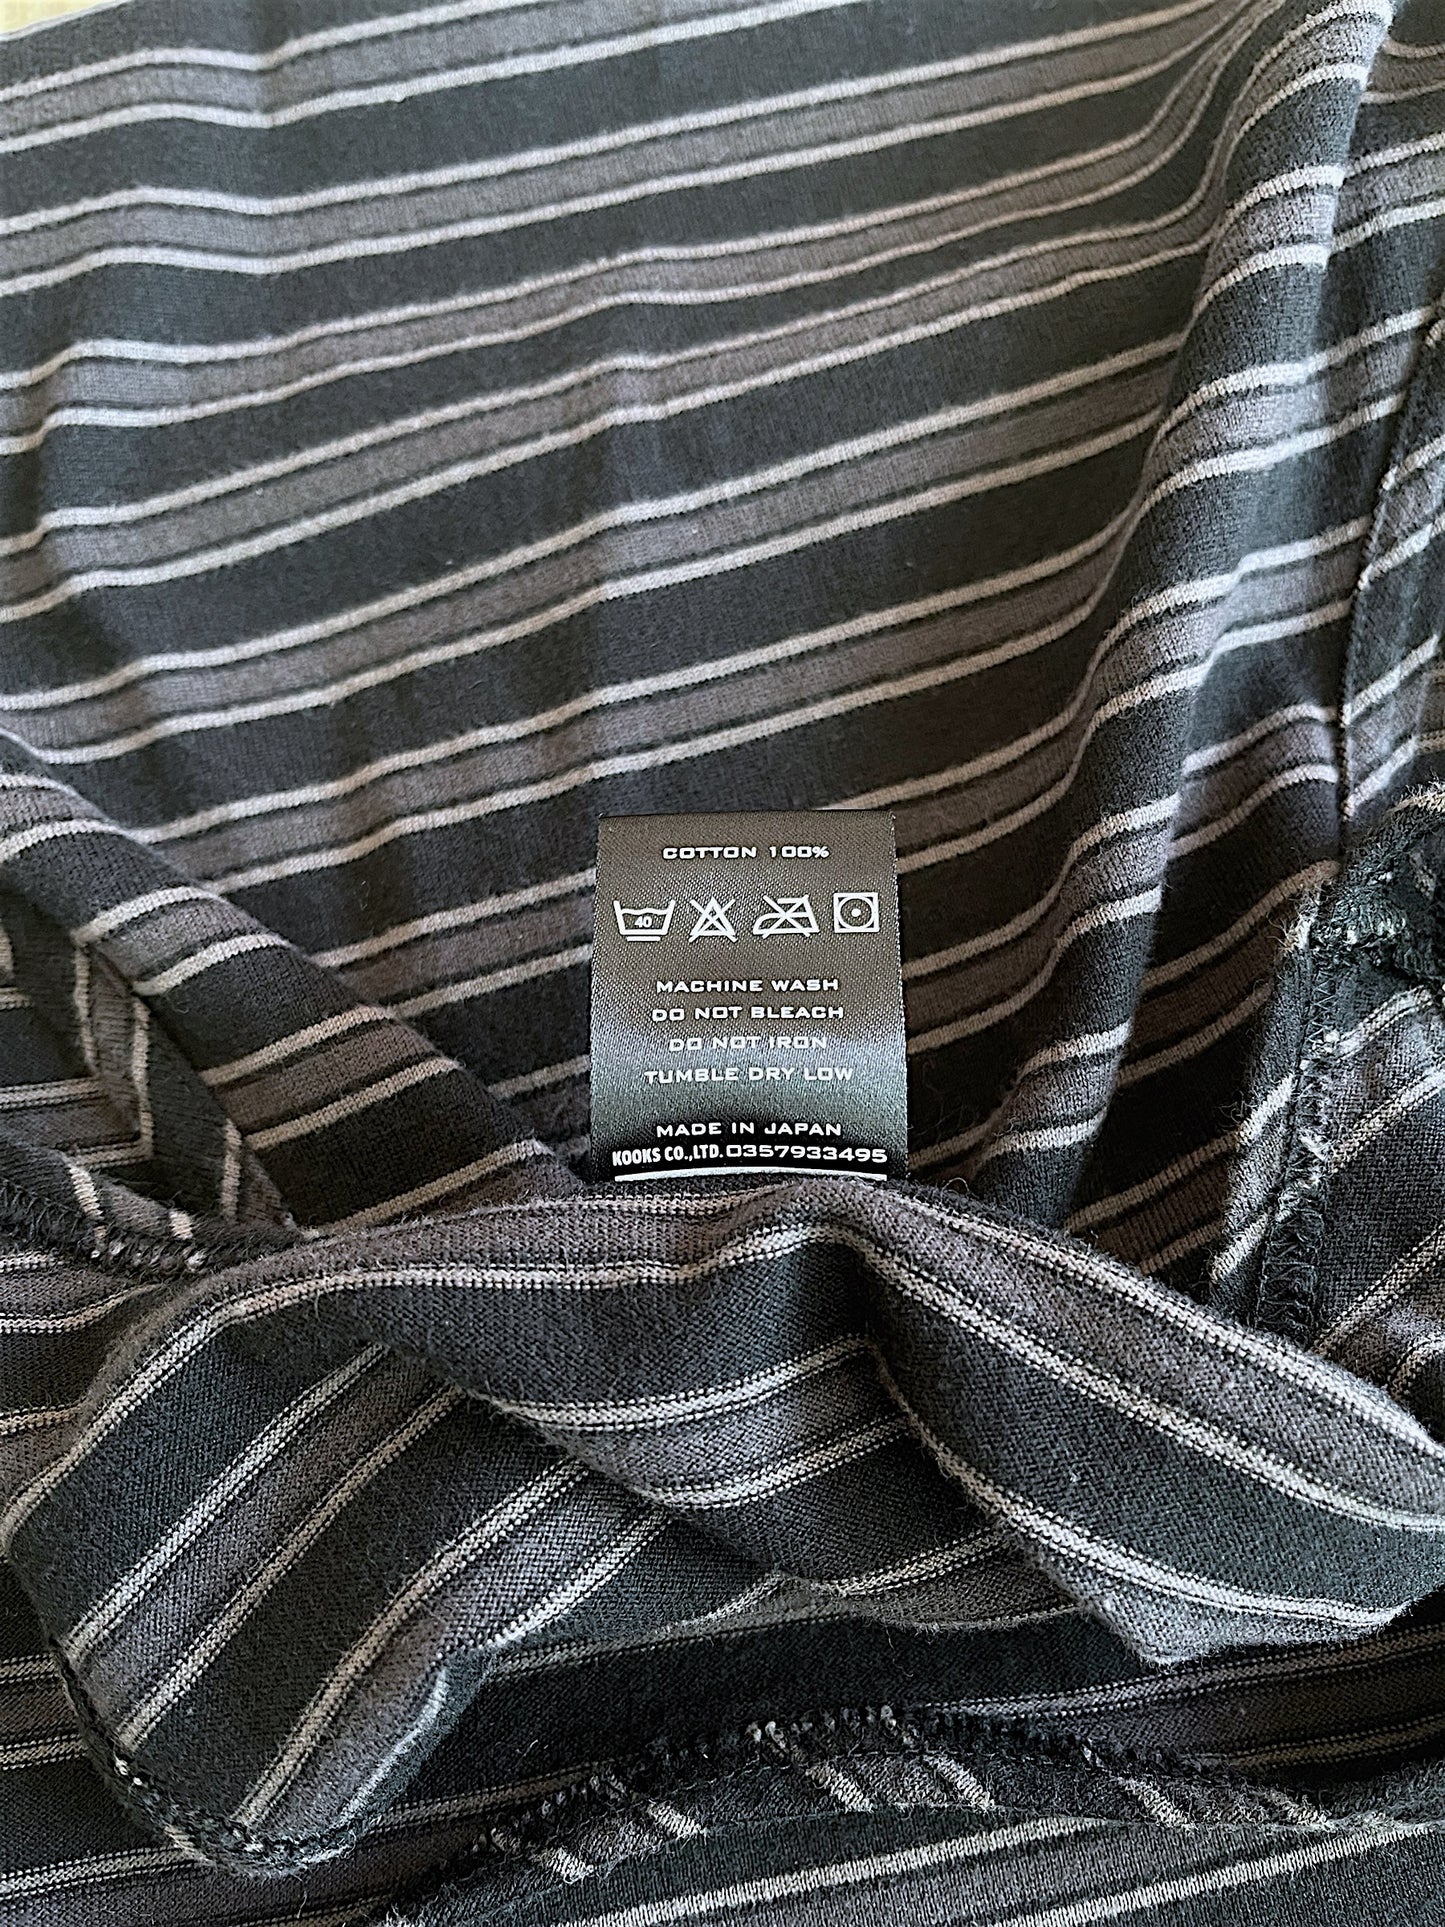 COTTON 100%
40
MACHINE WASH
DO NOT BLEACH
DO NOT IRON
TUMBLE DRY LOW
MADE IN JAPAN
KOOKS CO.,LTD.0357933495